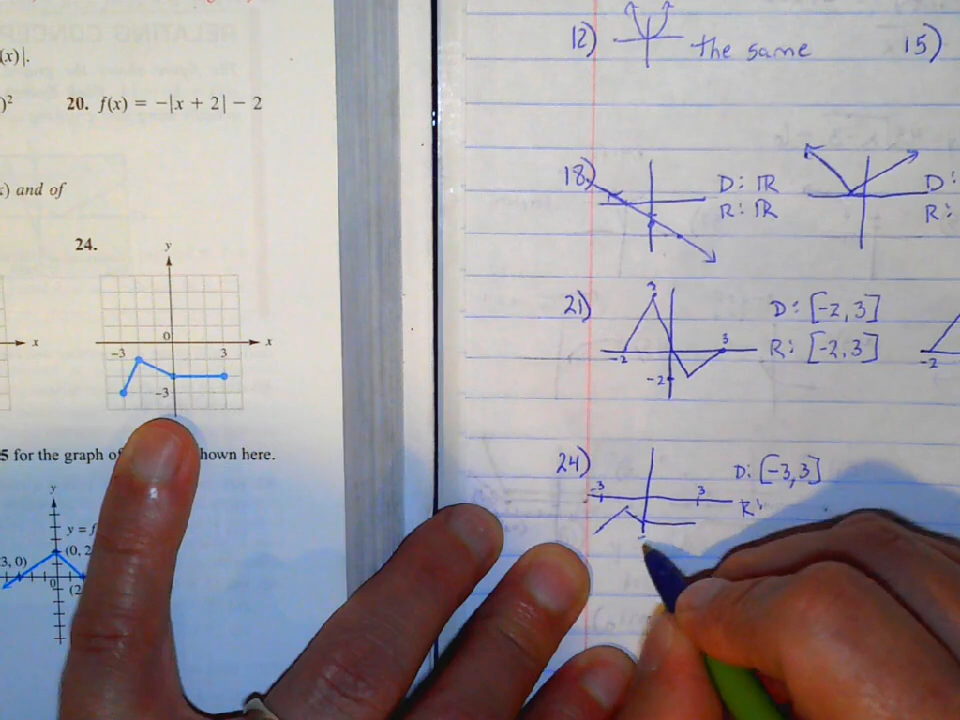 (x)|.
)²
20. f(x) = −|x + 2| − 2
) and of
24.
y
0
x
−3
3
−3
x
5 for the graph of
hown here.
y
y = f
(0, 2
3, 0)
0
(2
12)
the same
15)
18)
D: ℝ
R: ℝ
D:
R:
21)
3
−2
3
−2
D: [−2, 3]
R: [−2, 3]
−2
24)
−3
3
D: [−3, 3]
R: